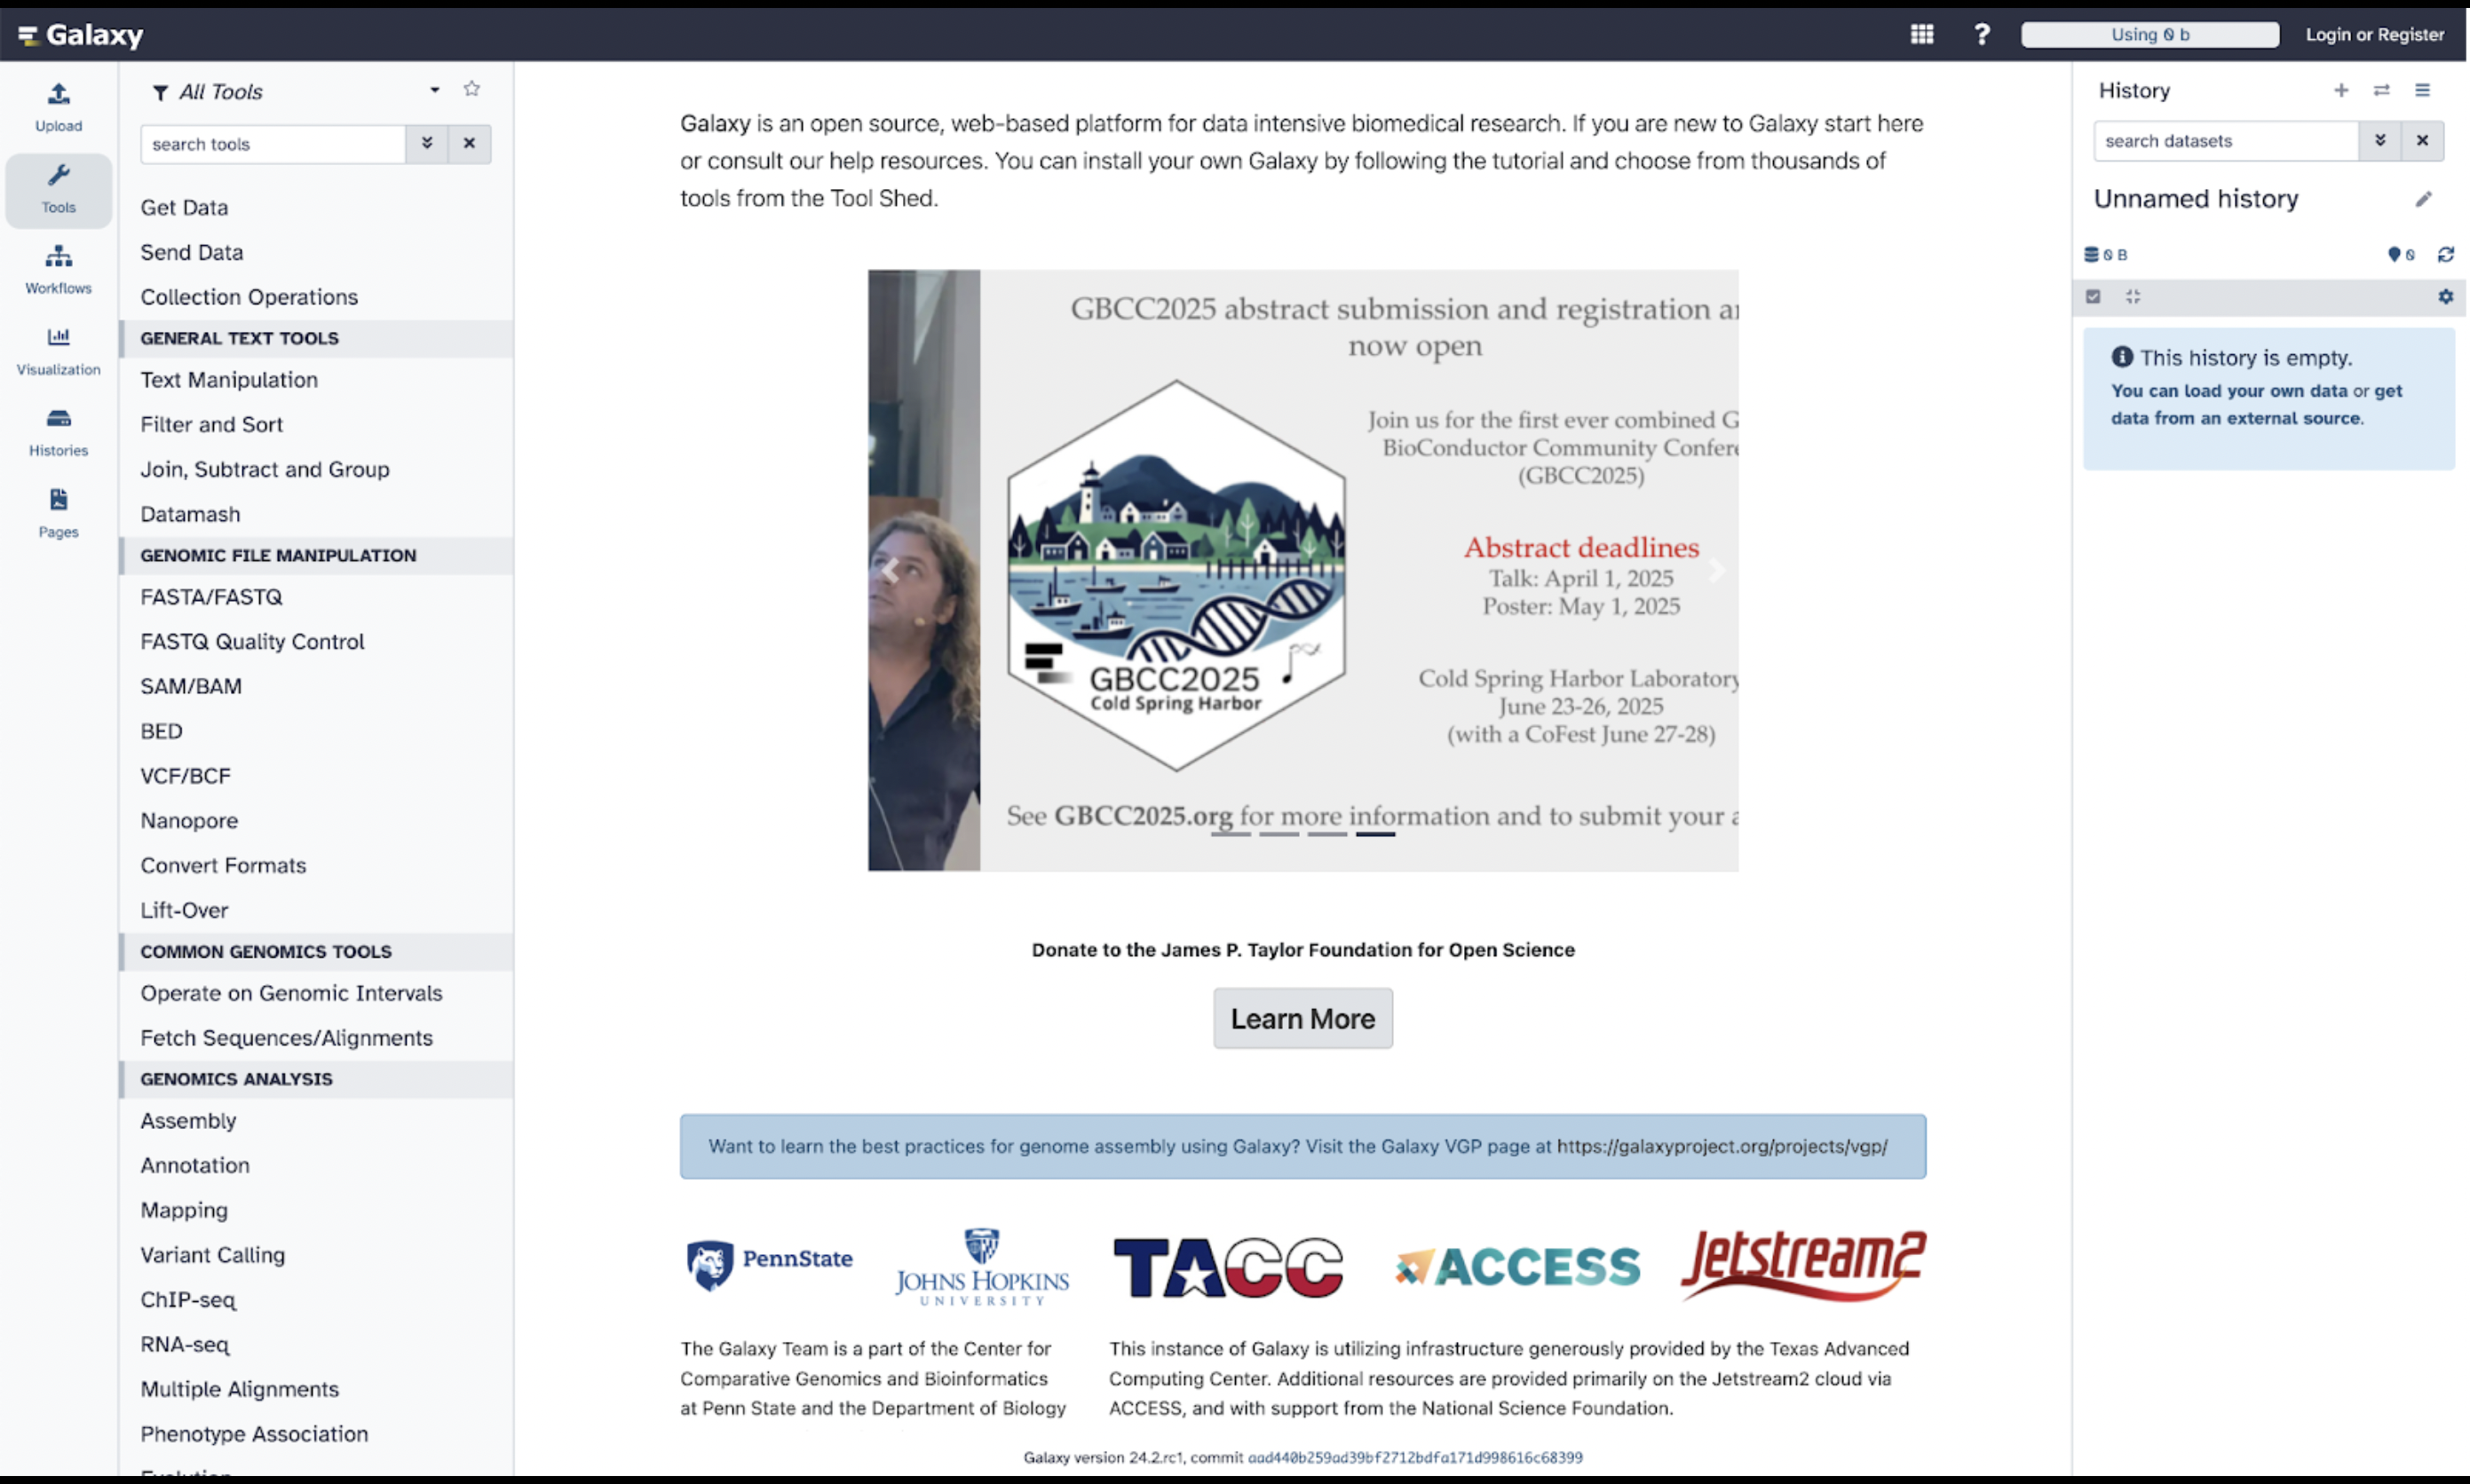 Galaxy
Using 0 b
Login or Register
Upload
Tools
Workflows
Visualization
Histories
Pages
All Tools
search tools
Get Data
Send Data
Collection Operations
GENERAL TEXT TOOLS
Text Manipulation
Filter and Sort
Join, Subtract and Group
Datamash
GENOMIC FILE MANIPULATION
FASTA/FASTQ
FASTQ Quality Control
SAM/BAM
BED
VCF/BCF
Nanopore
Convert Formats
Lift-Over
COMMON GENOMICS TOOLS
Operate on Genomic Intervals
Fetch Sequences/Alignments
GENOMICS ANALYSIS
Assembly
Annotation
Mapping
Variant Calling
ChIP-seq
RNA-seq
Multiple Alignments
Phenotype Association
Galaxy is an open source, web-based platform for data intensive biomedical research. If you are new to Galaxy start here
or consult our help resources. You can install your own Galaxy by following the tutorial and choose from thousands of
tools from the Tool Shed.
GBCC2025 abstract submission and registration
now open
GBCC2025
Cold Spring Harbor
Join us for the first ever combined
BioConductor Community
(GBCC2025)
Abstract deadlines
Talk: April 1, 2025
Poster: May 1, 2025
Cold Spring Harbor Laboratory
June 23-26, 2025
(with a CoFest June 27-28)
See GBCC2025.org for more information and to submit your
Donate to the James P. Taylor Foundation for Open Science
Learn More
Want to learn the best practices for genome assembly using Galaxy? Visit the Galaxy VGP page at https://galaxyproject.org/projects/vgp/
PennState
JOHNS HOPKINS
UNIVERSITY
TACC
ACCESS
Jetstream2
The Galaxy Team is a part of the Center for
Comparative Genomics and Bioinformatics
at Penn State and the Department of Biology
This instance of Galaxy is utilizing infrastructure generously provided by the Texas Advanced
Computing Center. Additional resources are provided primarily on the Jetstream2 cloud via
ACCESS, and with support from the National Science Foundation.
Galaxy version 24.2.rc1, commit aad440b259ad39bf2712bdfa171d998616c68399
History
search datasets
Unnamed history
0 B
0
This history is empty.
You can load your own data or get
data from an external source.